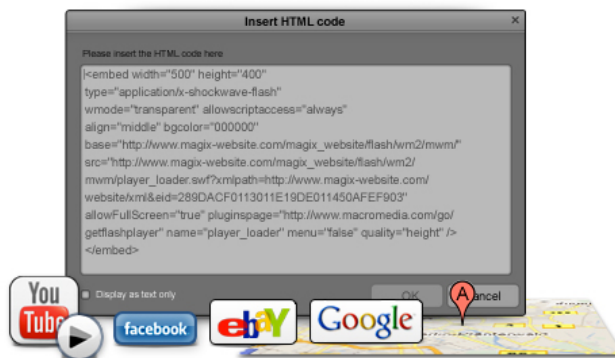 Insert HTML code
Please insert the HTML code here
<embed width="500" height="400"
type="application/x-shockwave-flash"
wmode="transparent" allowscriptaccess="always"
align="middle" bgcolor="000000"
base="http://www.magix-website.com/magix_website/flash/wm2/mwm/"
src="http://www.magix-website.com/magix_website/flash/wm2/
mwm/player_loader.swf?xmlpath=http://www.magix-website.com/
website/xml&eid=289DACF0113011E19DE011450AFEF903"
allowFullScreen="true" pluginspage="http://www.macromedia.com/go/
getflashplayer" name="player_loader" menu="false" quality="height" />
</embed>
Display as text only
OK
ancel
A
You
Tube
facebook
ebaY
Google